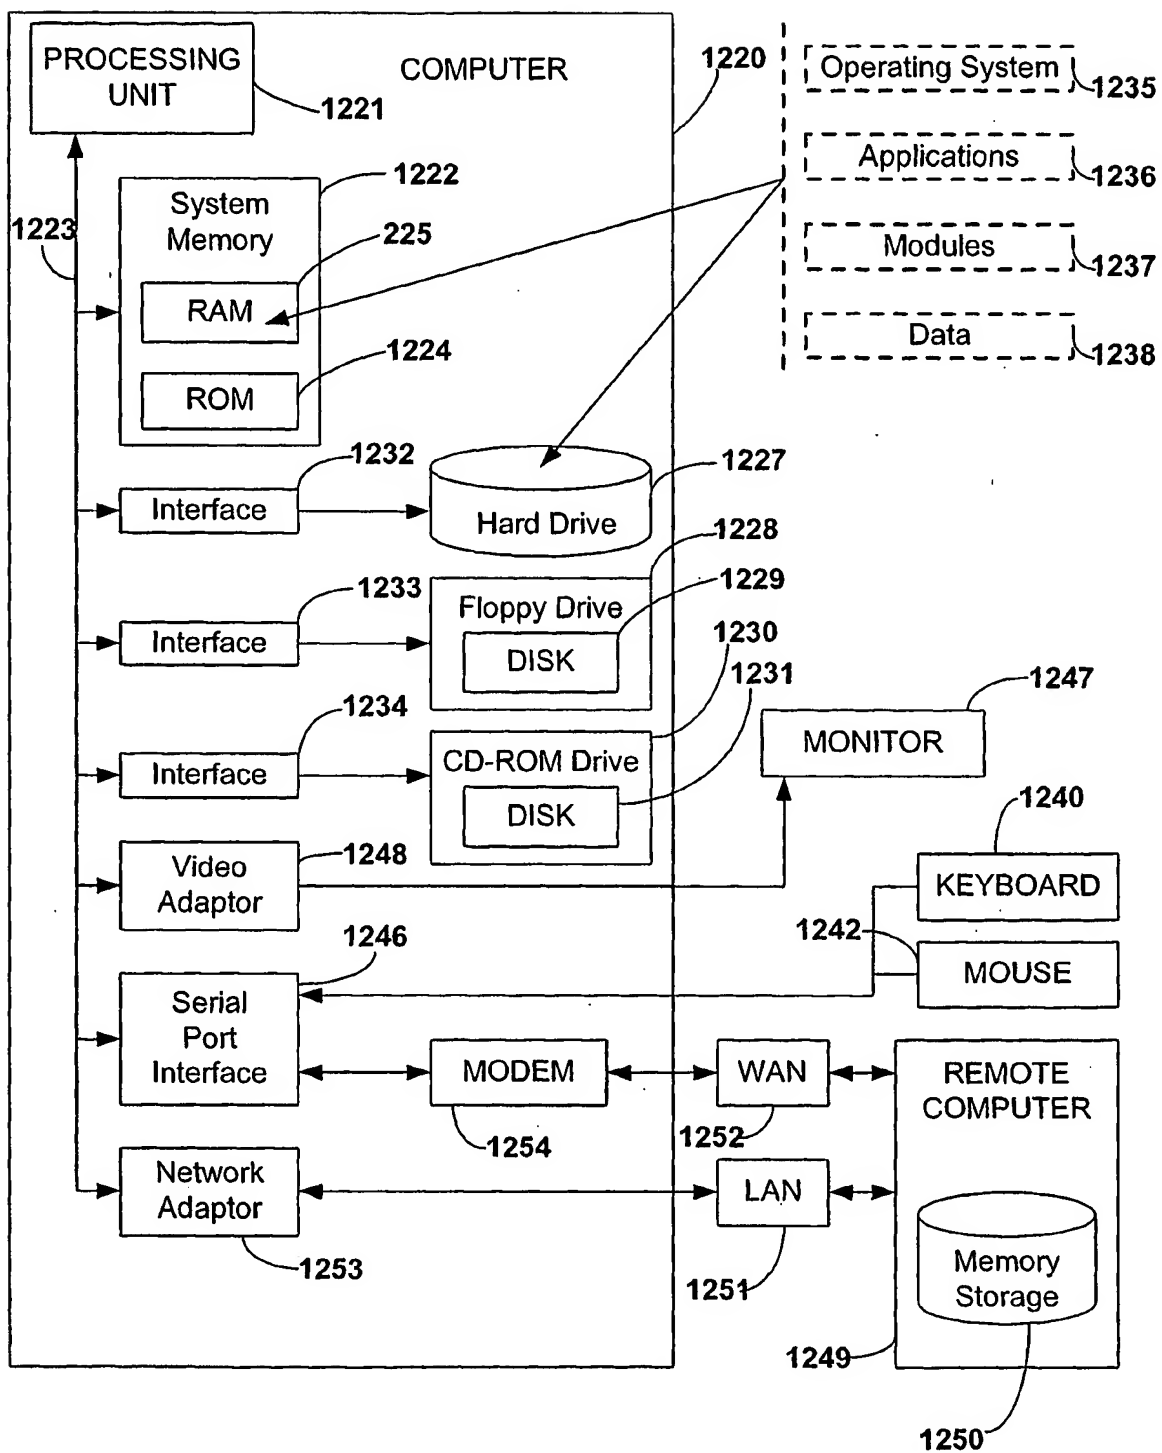 PROCESSING
UNIT
1221
COMPUTER
1220
Operating System
1235
Applications
1236
Modules
1237
Data
1238
1223
System
Memory
1222
225
RAM
1224
ROM
1232
Interface
Hard Drive
1227
1233
Interface
1228
Floppy Drive
1229
DISK
1234
Interface
1230
CD-ROM Drive
1231
DISK
1247
MONITOR
Video
Adaptor
1248
1240
KEYBOARD
1242
MOUSE
1246
Serial
Port
Interface
MODEM
1254
WAN
1252
REMOTE
COMPUTER
Network
Adaptor
1253
LAN
1251
Memory
Storage
1249
1250